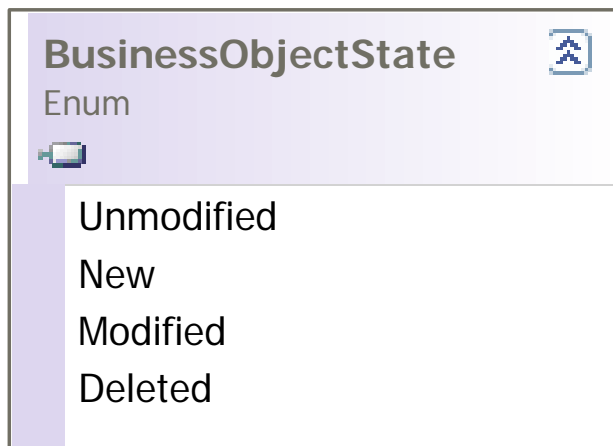 BusinessObjectState
Enum
Unmodified
New
Modified
Deleted